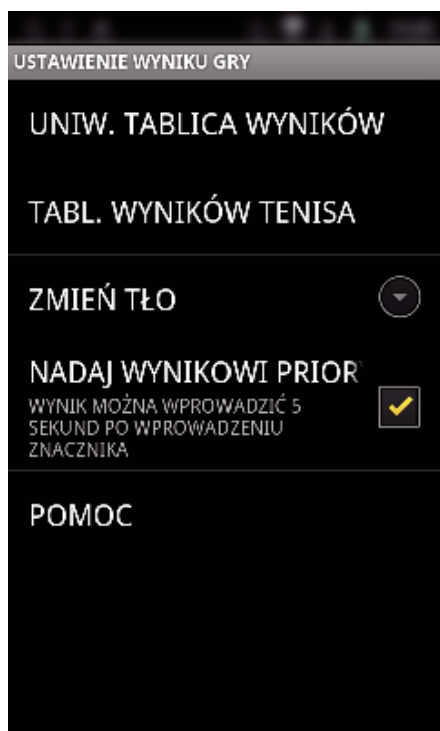 USTAWIENIE WYNIKU GRY
UNIW. TABLICA WYNIKÓW
TABL. WYNIKÓW TENISA
ZMIEŃ TŁO
NADAJ WYNIKOWI PRIOR
WYNIK MOŻNA WPROWADZIĆ 5
SEKUND PO WPROWADZENIU
ZNACZNIKA
POMOC